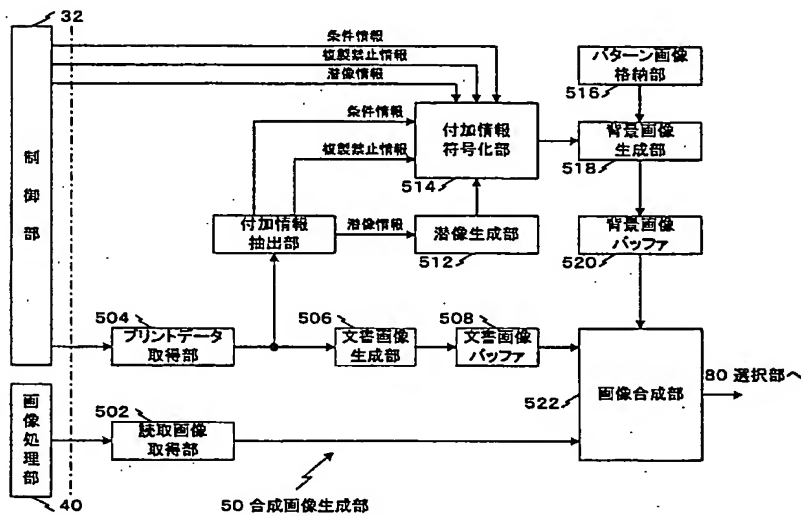 32
条件情報
複製禁止情報
潜像情報
制御部
パターン画像
格納部
516
条件情報
複製禁止情報
付加情報
符号化部
514
背景画像
生成部
518
付加情報
抽出部
潜像情報
潜像生成部
512
背景画像
バッファ
520
504
プリントデータ
取得部
506
文書画像
生成部
508
文書画像
バッファ
画像合成部
522
80 選択部へ
画像処理部
502
読取画像
取得部
40
50 合成画像生成部